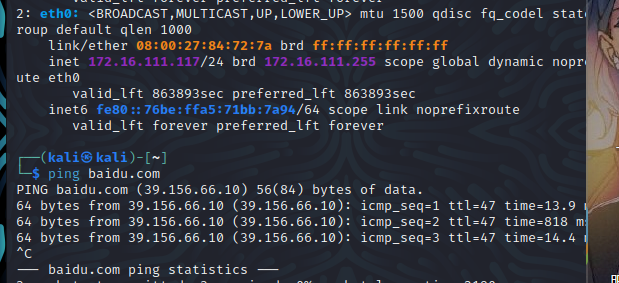 2: eth0: <BROADCAST,MULTICAST,UP,LOWER_UP> mtu 1500 qdisc fq_codel stat
roup default qlen 1000
link/ether 08:00:27:84:72:7a brd ff:ff:ff:ff:ff:ff
inet 172.16.111.117/24 brd 172.16.111.255 scope global dynamic nopr
ute eth0
valid_lft 863893sec preferred_lft 863893sec
inet6 fe80::76be:ffa5:71bb:7a94/64 scope link noprefixroute
valid_lft forever preferred_lft forever
(kali㉿kali)-[~]
$ ping baidu.com
PING baidu.com (39.156.66.10) 56(84) bytes of data.
64 bytes from 39.156.66.10 (39.156.66.10): icmp_seq=1 ttl=47 time=13.9
64 bytes from 39.156.66.10 (39.156.66.10): icmp_seq=2 ttl=47 time=818 m
64 bytes from 39.156.66.10 (39.156.66.10): icmp_seq=3 ttl=47 time=14.4
^C
--- baidu.com ping statistics ---